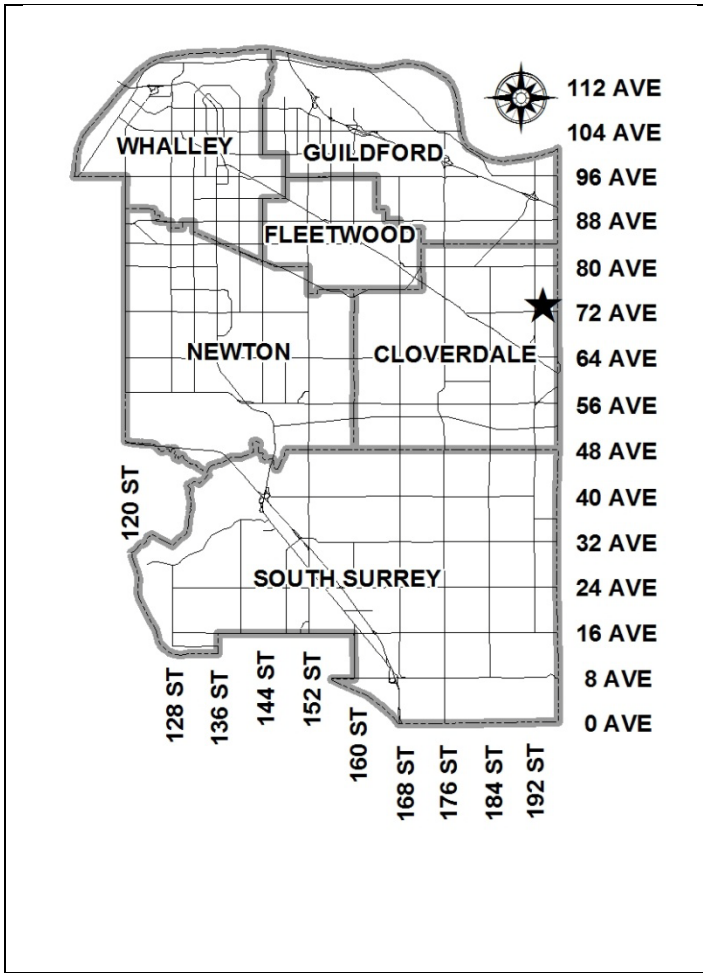 112 AVE
104 AVE
WHALLEY
GUILDFORD
96 AVE
88 AVE
FLEETWOOD
80 AVE
72 AVE
NEWTON
CLOVERDALE
64 AVE
56 AVE
48 AVE
120 ST
40 AVE
32 AVE
SOUTH SURREY
24 AVE
16 AVE
8 AVE
0 AVE
128 ST
136 ST
144 ST
152 ST
160 ST
168 ST
176 ST
184 ST
192 ST